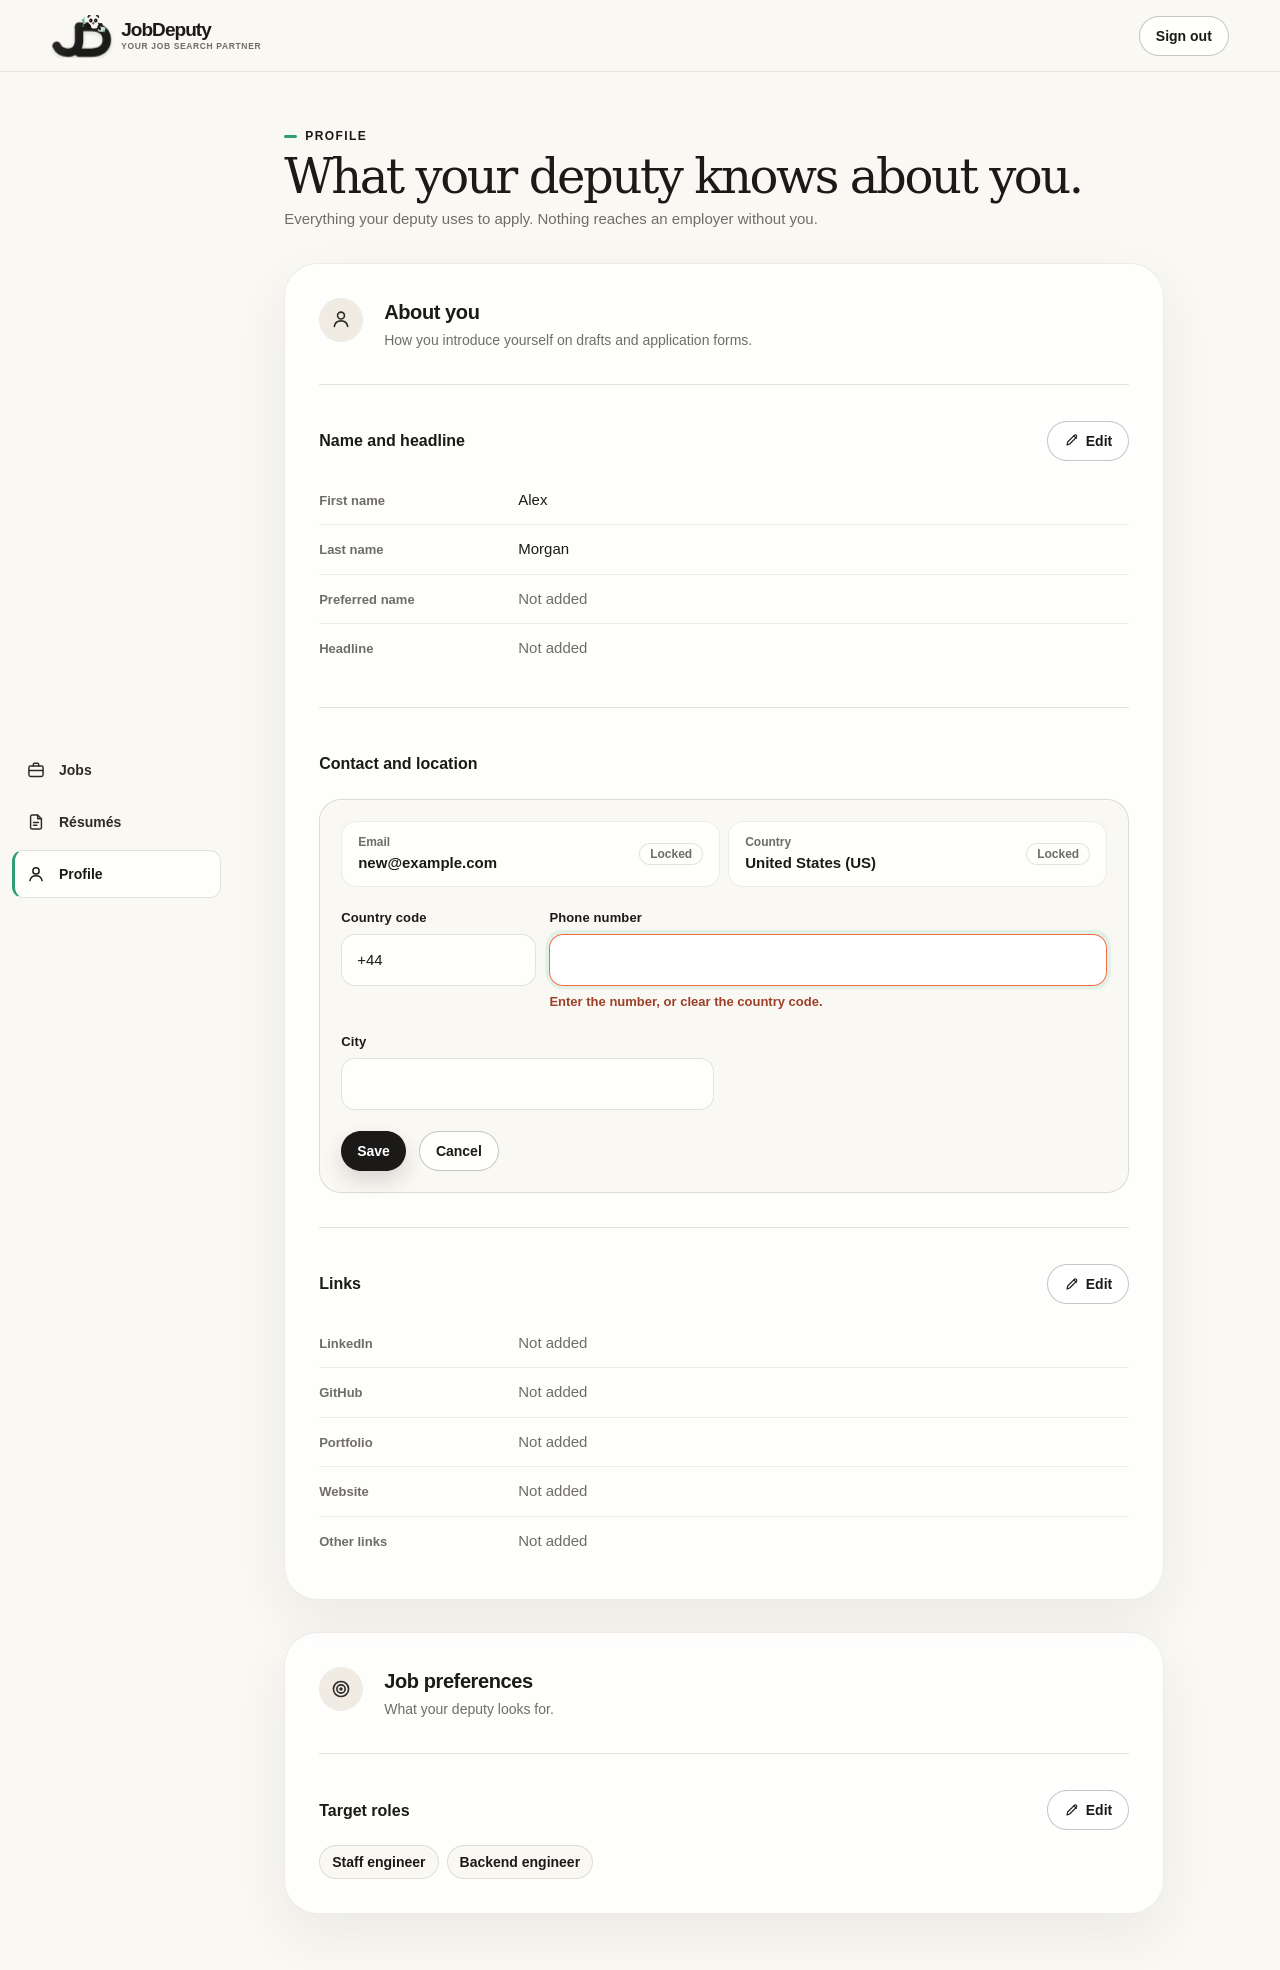 JobDeputy
YOUR JOB SEARCH PARTNER
Sign out
PROFILE
What your deputy knows about you.
Everything your deputy uses to apply. Nothing reaches an employer without you.
About you
How you introduce yourself on drafts and application forms.
Name and headline
Edit
First name
Alex
Last name
Morgan
Preferred name
Not added
Headline
Not added
Contact and location
Jobs
Résumés
Profile
Email
new@example.com
Locked
Country
United States (US)
Locked
Country code
Phone number
+44
Enter the number, or clear the country code.
City
Save
Cancel
Links
Edit
LinkedIn
Not added
GitHub
Not added
Portfolio
Not added
Website
Not added
Other links
Not added
Job preferences
What your deputy looks for.
Target roles
Edit
Staff engineer
Backend engineer